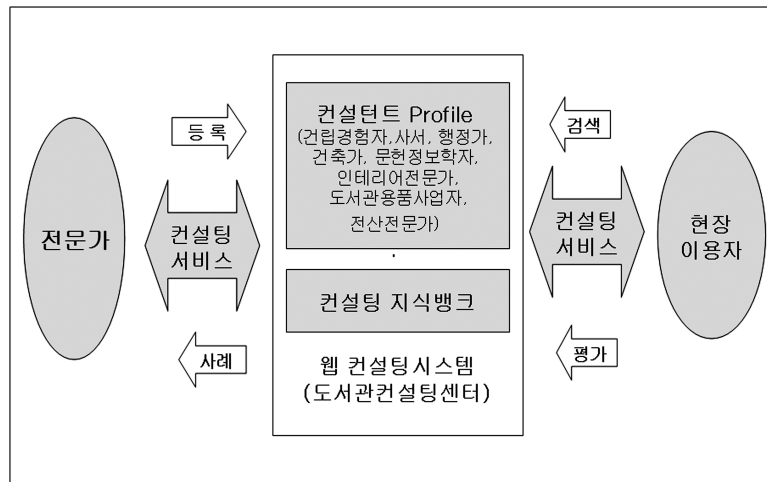 전문가
등 록
컨설팅
서비스
사례
컨설턴트 Profile
(건립경험자,사서, 행정가,
건축가, 문헌정보학자,
인테리어전문가,
도서관용품사업자,
전산전문가)
컨설팅 지식뱅크
웹 컨설팅시스템
(도서관컨설팅센터)
검색
컨설팅
서비스
평가
현장
이용자